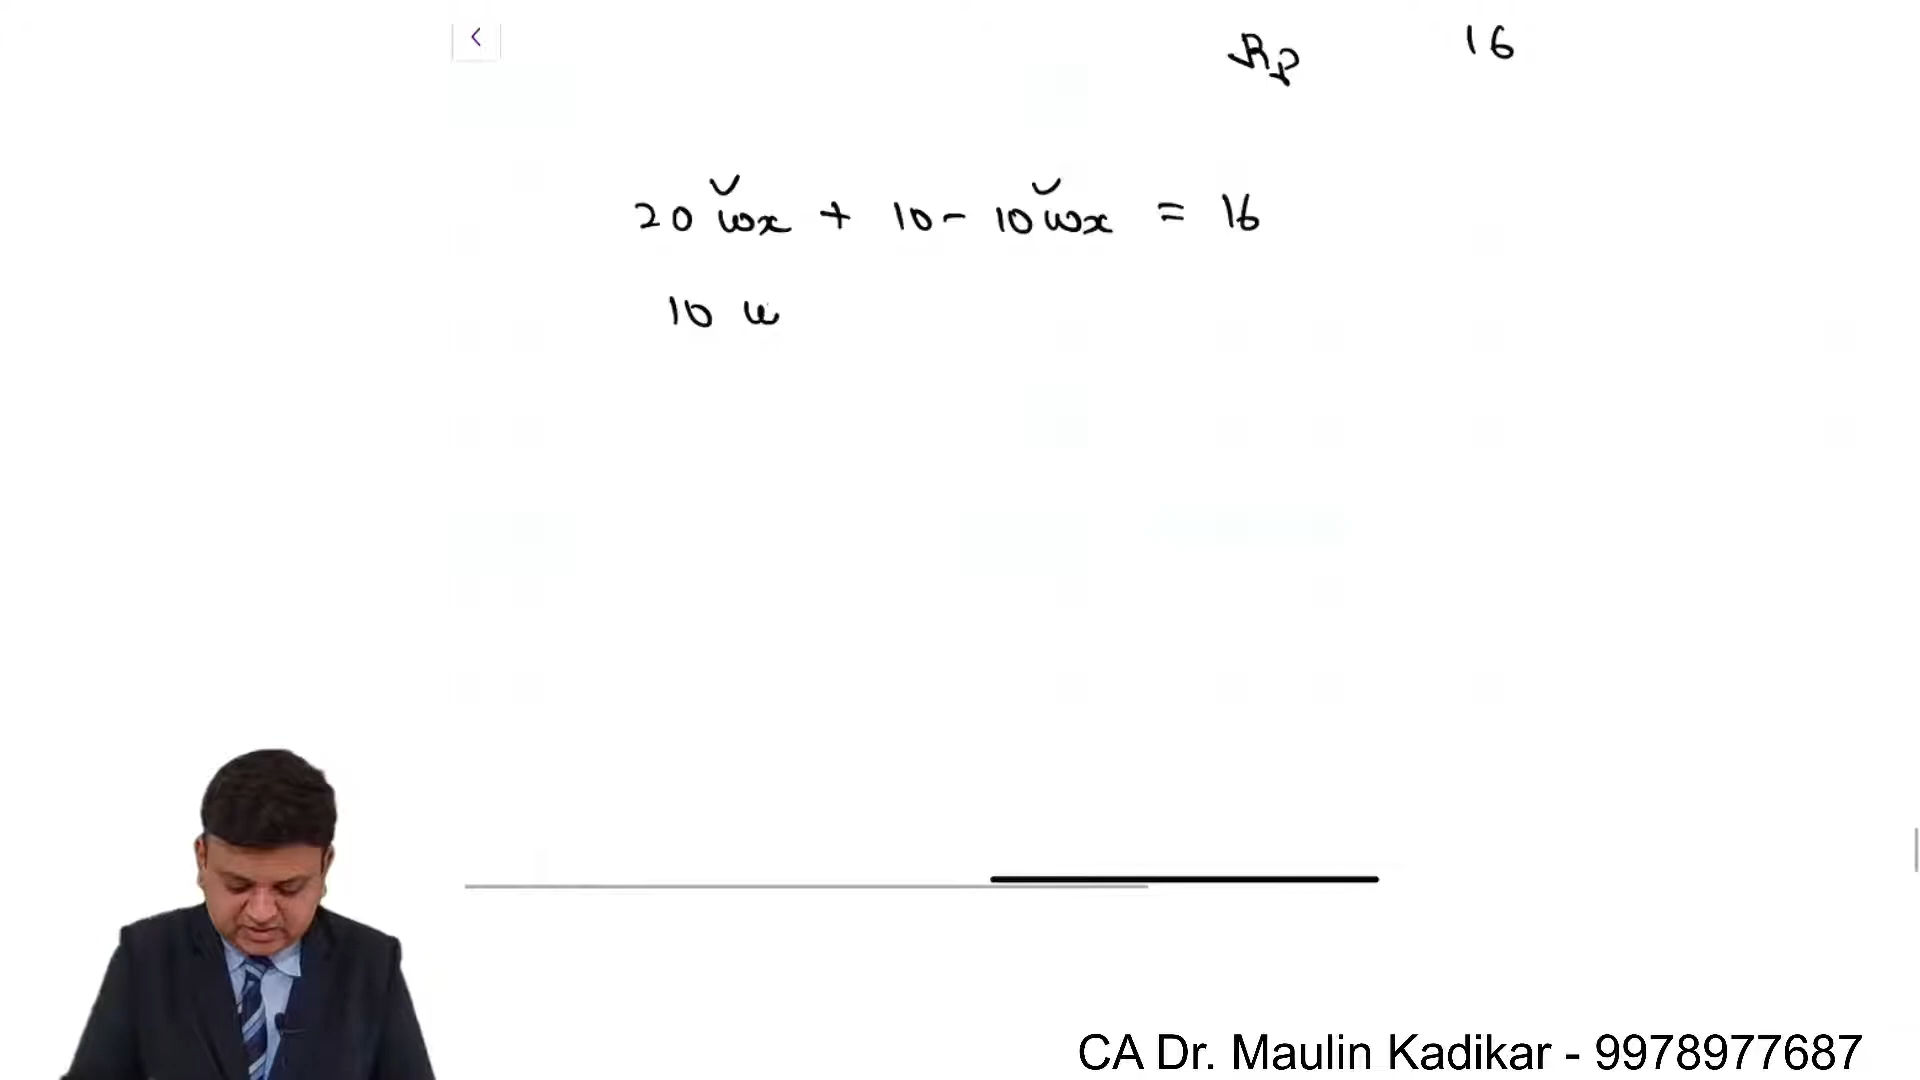 Rp 16
20 wx + 10 - 10 wx = 16
10 w
CA Dr. Maulin Kadikar - 9978977687